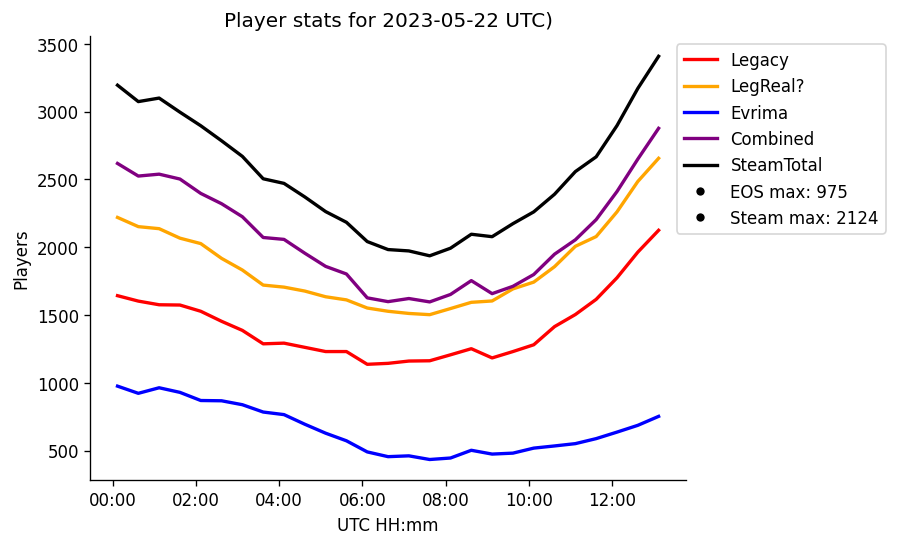 Player stats for 2023-05-22 UTC)
3500
3000
2500
2000
1500
1000
500
Players
00:00 02:00 04:00 06:00 08:00 10:00 12:00
UTC HH:mm
Legacy
LegReal?
Evrima
Combined
SteamTotal
EOS max: 975
Steam max: 2124